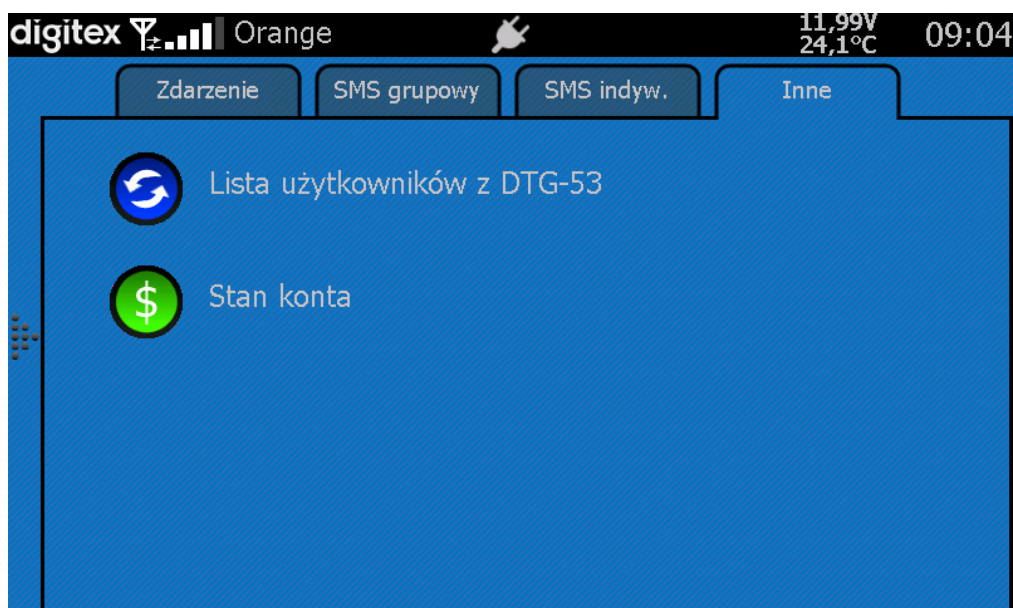 digitex Orange 11,99V 09:04
24,1°C
Zdarzenie SMS grupowy SMS indyw. Inne
Lista użytkowników z DTG-53
$ Stan konta